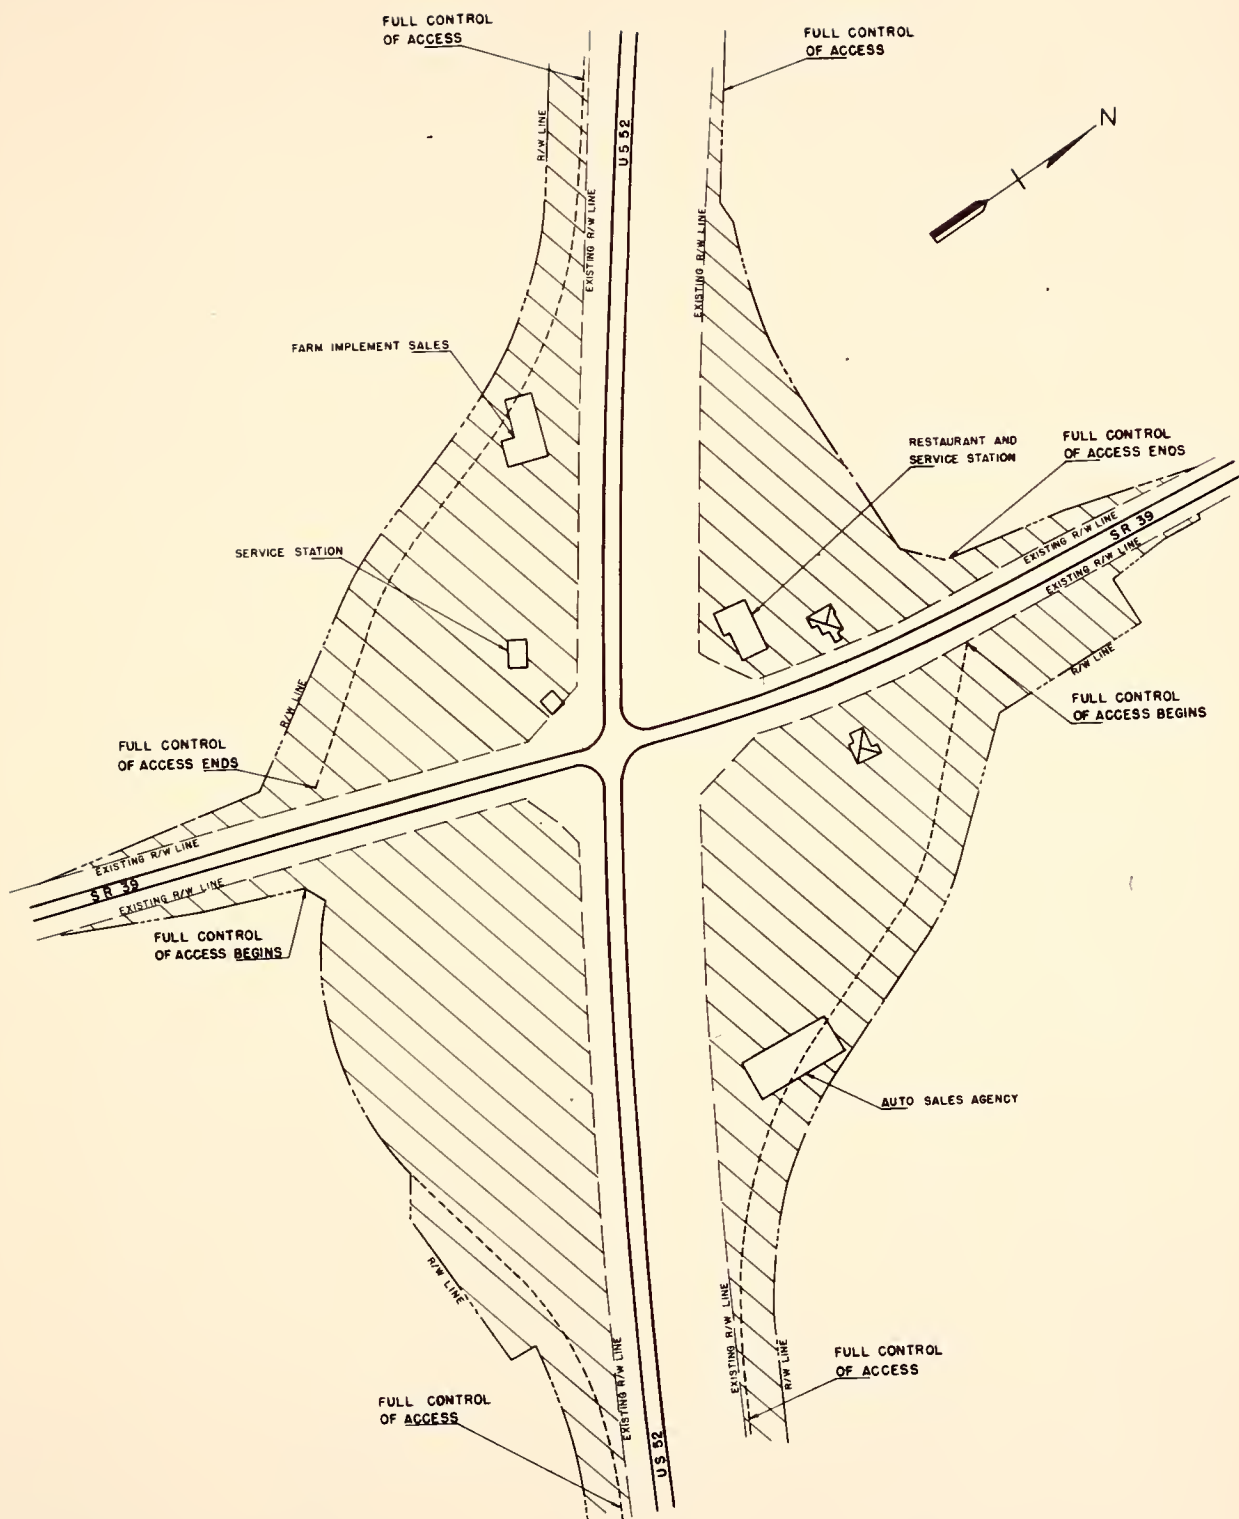 FULL CONTROL
OF ACCESS
FULL CONTROL
OF ACCESS
N
US 52
R/W LINE
EXISTING R/W LINE
EXISTING R/W LINE
FARM IMPLEMENT SALES
RESTAURANT AND
SERVICE STATION
FULL CONTROL
OF ACCESS ENDS
EXISTING R/W LINE
SR 39
EXISTING R/W LINE
SERVICE STATION
R/W LINE
R/W LINE
FULL CONTROL
OF ACCESS BEGINS
FULL CONTROL
OF ACCESS ENDS
EXISTING R/W LINE
SR 39
EXISTING R/W LINE
FULL CONTROL
OF ACCESS BEGINS
AUTO SALES AGENCY
R/W LINE
EXISTING R/W LINE
R/W LINE
FULL CONTROL
OF ACCESS
EXISTING R/W LINE
FULL CONTROL
OF ACCESS
US 52